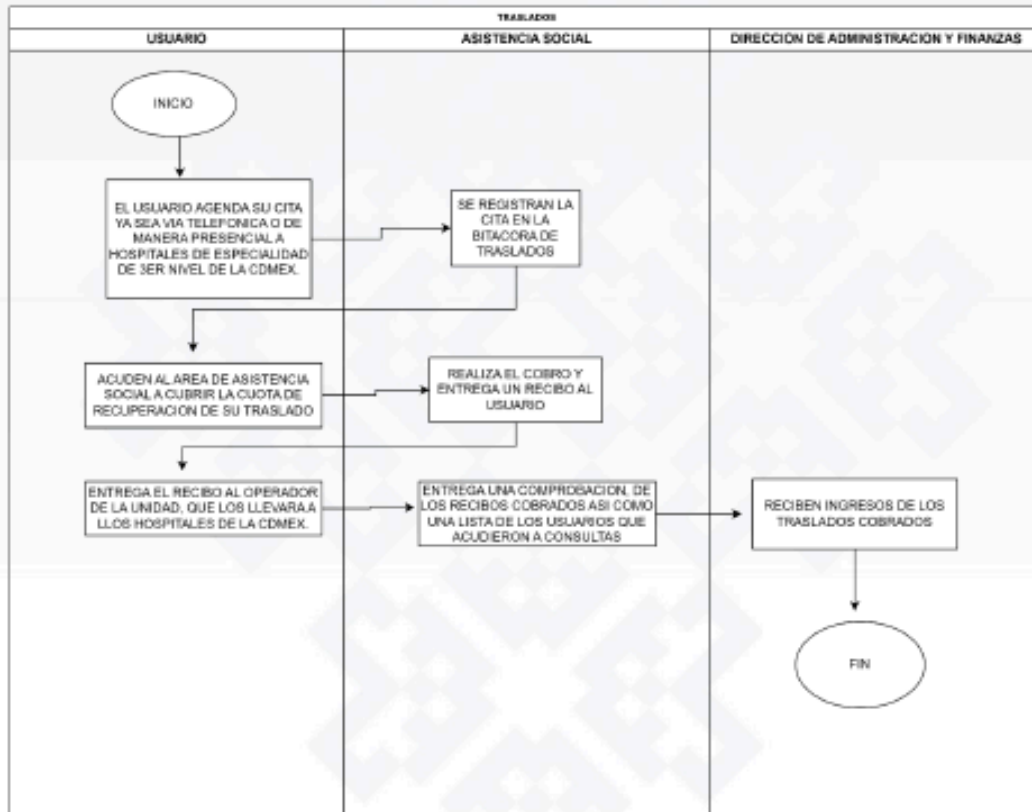 TRASLADOS
USUARIO
ASISTENCIA SOCIAL
DIRECCION DE ADMINISTRACION Y FINANZAS
INICIO
EL USUARIO AGENDA SU CITA
YA SEA VIA TELEFONICA O DE
MANERA PRESENCIAL A
HOSPITALES DE ESPECIALIDAD
DE 3ER NIVEL DE LA CDMEX.
SE REGISTRAN LA
CITA EN LA
BITACORA DE
TRASLADOS
ACUDEN AL AREA DE ASISTENCIA
SOCIAL A CUBRIR LA CUOTA DE
RECUPERACION DE SU TRASLADO
REALIZA EL COBRO Y
ENTREGA UN RECIBO AL
USUARIO
ENTREGA EL RECIBO AL OPERADOR
DE LA UNIDAD, QUE LOS LLEVARA A
LLOS HOSPITALES DE LA CDMEX.
ENTREGA UNA COMPROBACION, DE
LOS RECIBOS COBRADOS ASI COMO
UNA LISTA DE LOS USUARIOS QUE
ACUDIERON A CONSULTAS
RECIBEN INGRESOS DE LOS
TRASLADOS COBRADOS
FIN